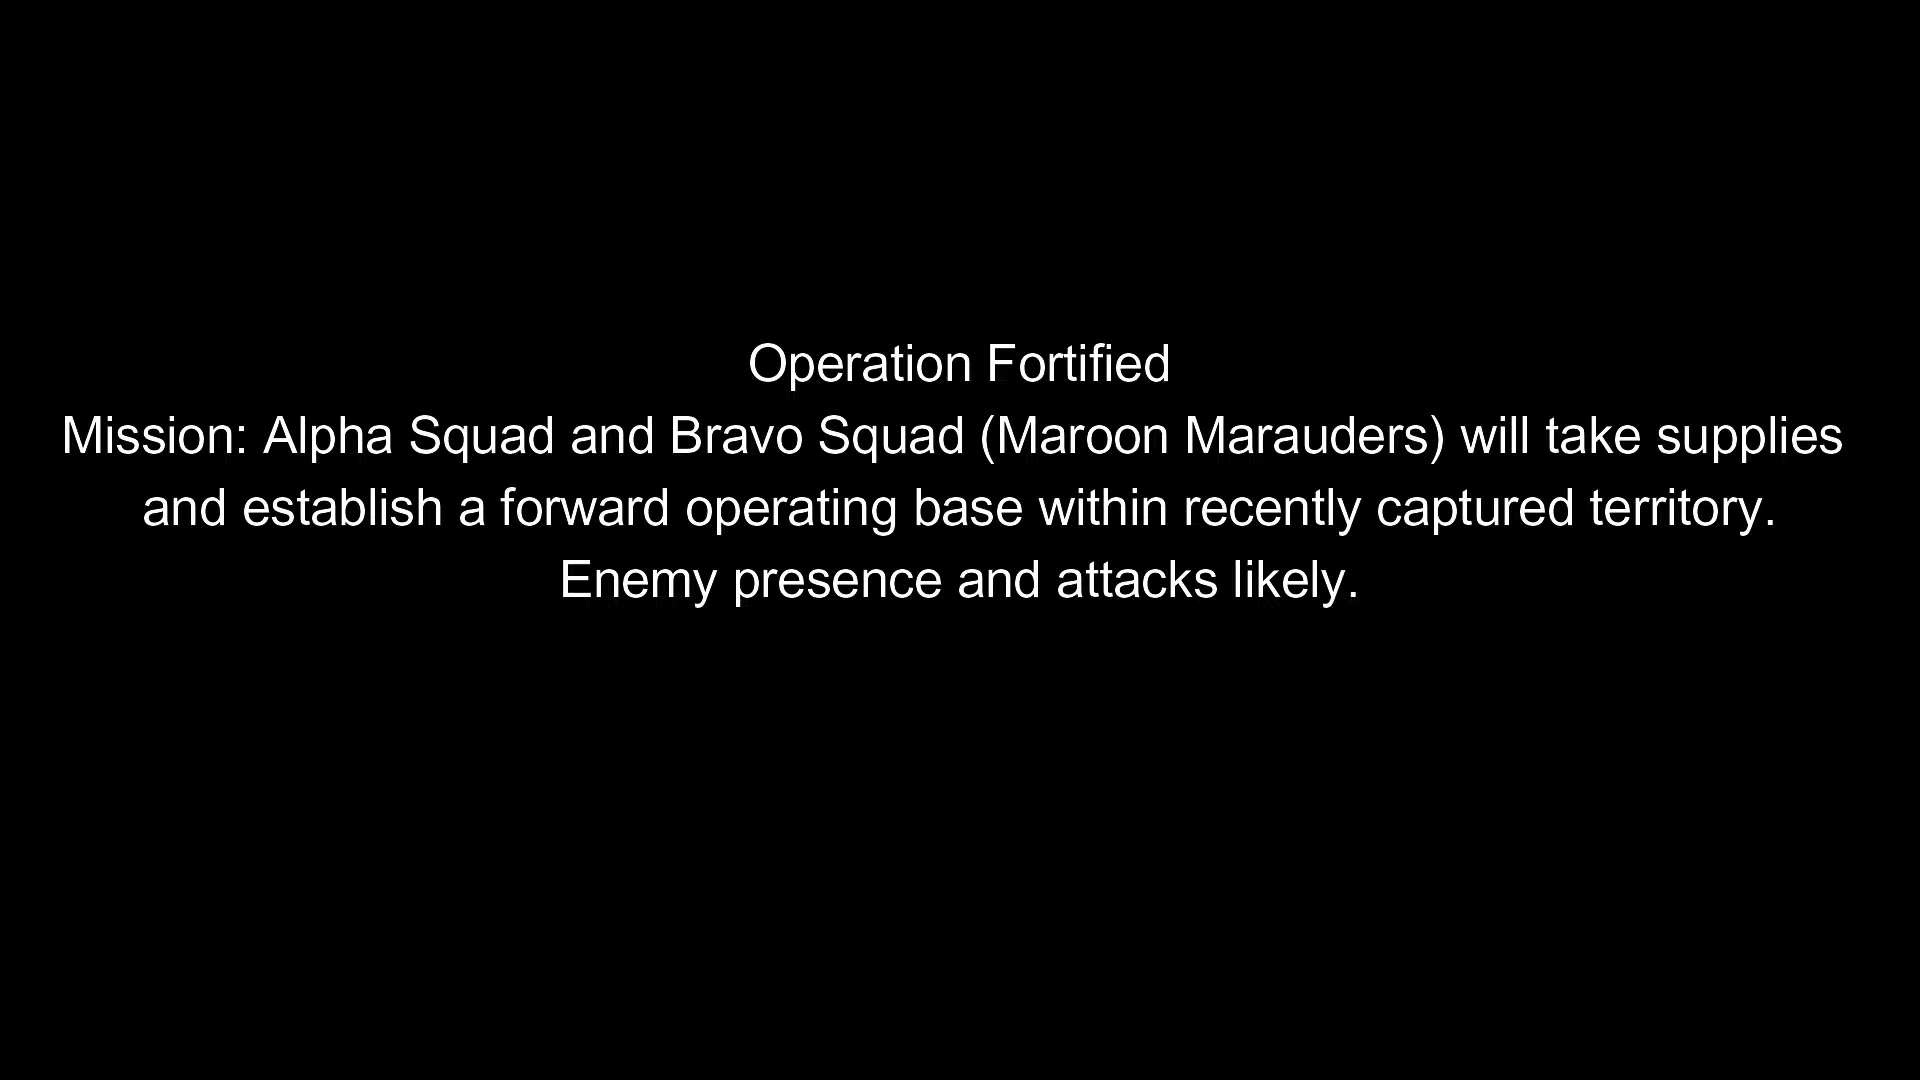 Operation Fortified
Mission: Alpha Squad and Bravo Squad (Maroon Marauders) will take supplies
and establish a forward operating base within recently captured territory.
Enemy presence and attacks likely.